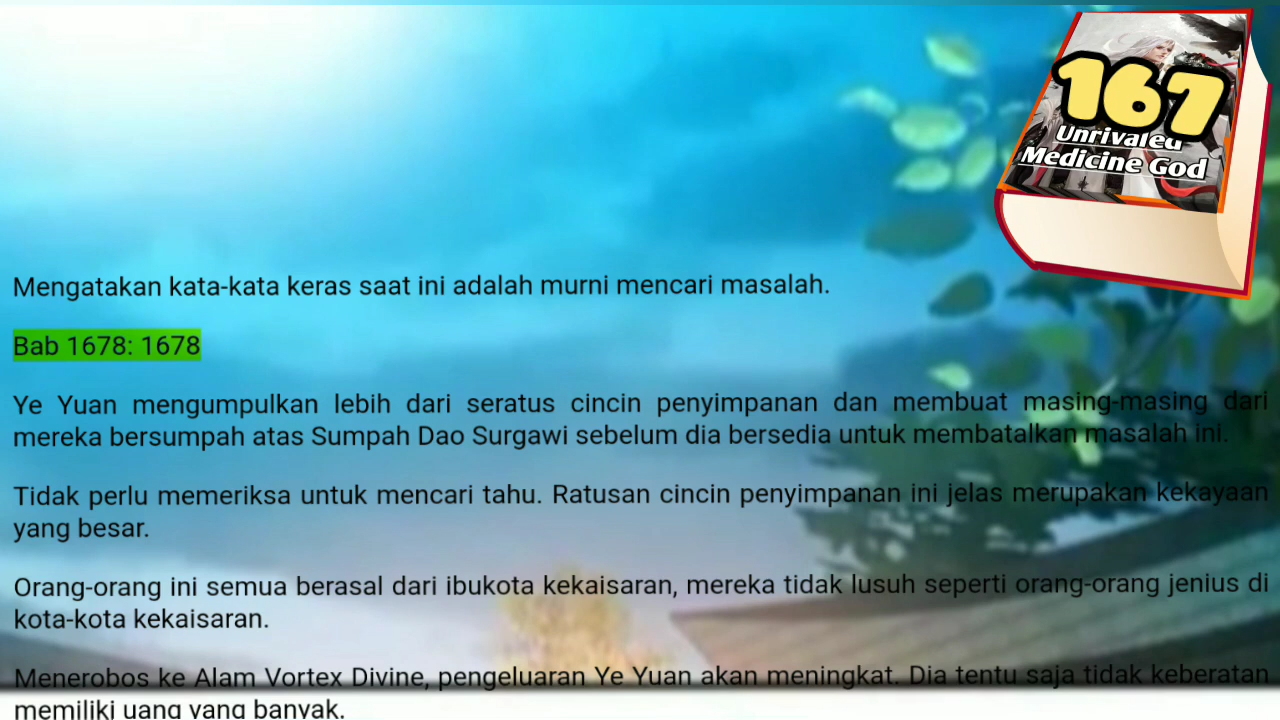 167
Unrivaled
Medicine God
Mengatakan kata-kata keras saat ini adalah murni mencari masalah.
Bab 1678: 1678
Ye Yuan mengumpulkan lebih dari seratus cincin penyimpanan dan membuat masing-masing dari
mereka bersumpah atas Sumpah Dao Surgawi sebelum dia bersedia untuk membatalkan masalah ini.
Tidak perlu memeriksa untuk mencari tahu. Ratusan cincin penyimpanan ini jelas merupakan kekayaan
yang besar.
Orang-orang ini semua berasal dari ibukota kekaisaran, mereka tidak lusuh seperti orang-orang jenius di
kota-kota kekaisaran.
Menerobos ke Alam Vortex Divine, pengeluaran Ye Yuan akan meningkat. Dia tentu saja tidak keberatan
memiliki uang yang banyak.